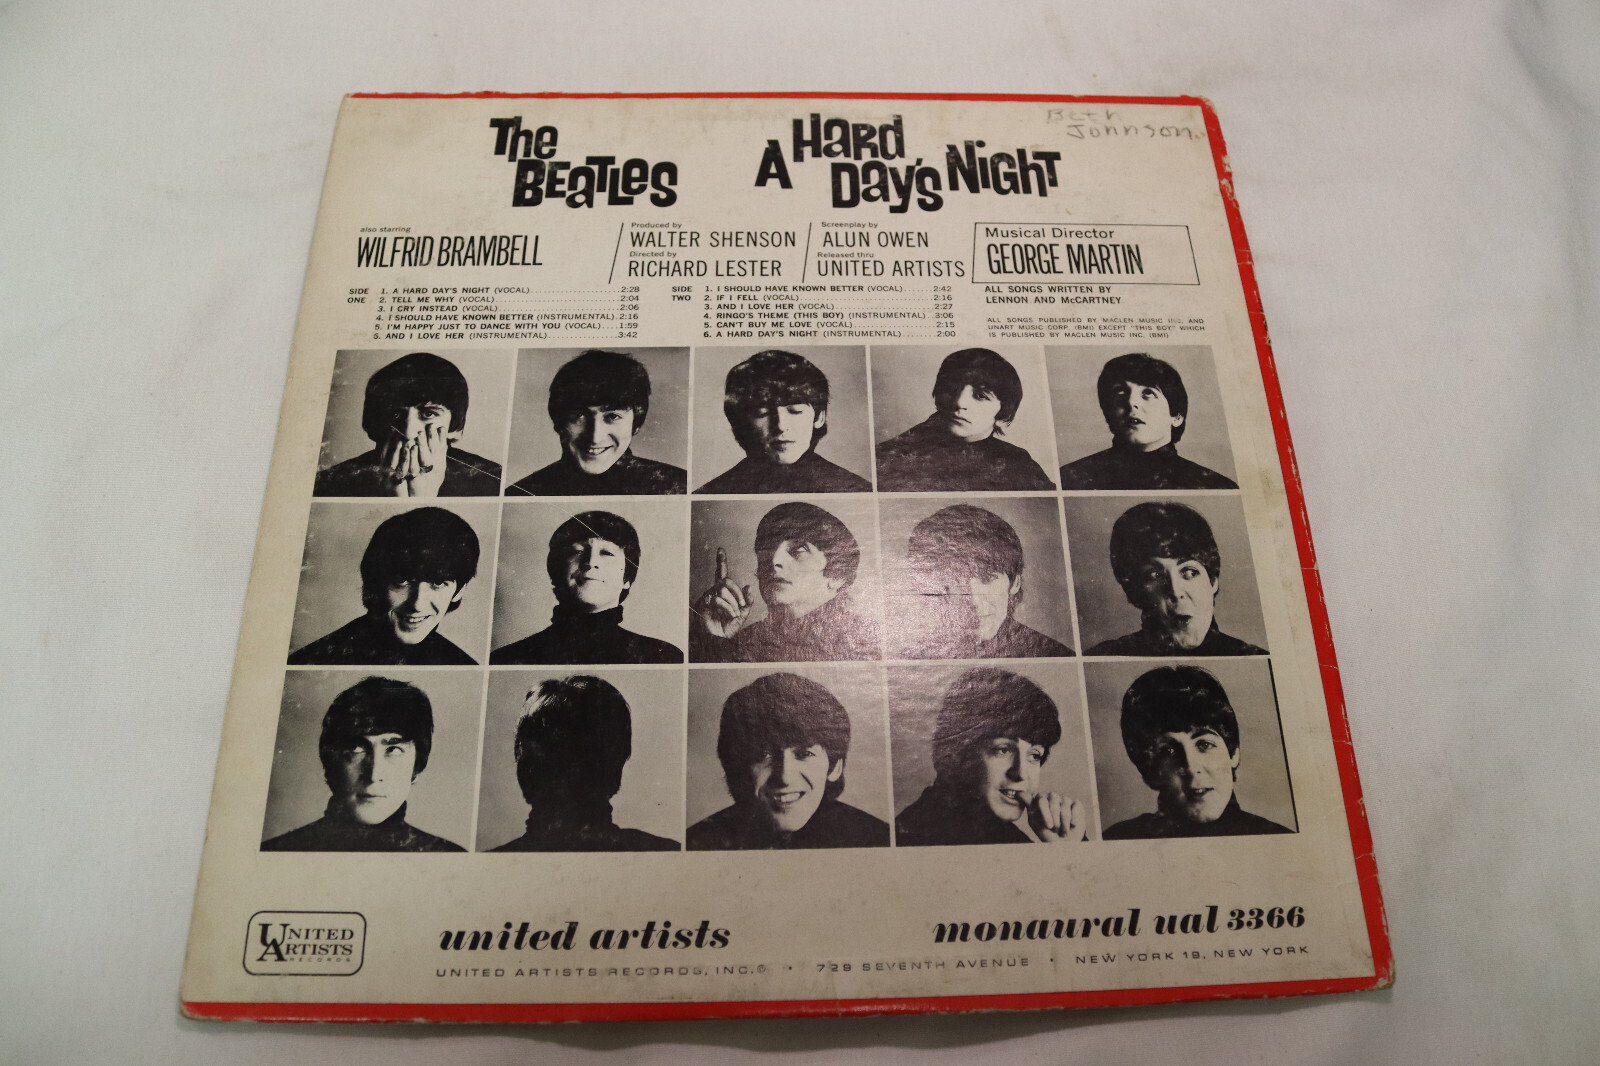 Beth
Johnson.
The
BEATLES
A HARD
DAY'S NIGHT
also starring
WILFRID BRAMBELL
Produced by
WALTER SHENSON
Directed by
RICHARD LESTER
Screenplay by
ALUN OWEN
Released thru
UNITED ARTISTS
Musical Director
GEORGE MARTIN
SIDE ONE
1. A HARD DAY'S NIGHT (VOCAL) 2:28
2. TELL ME WHY (VOCAL) 2:04
3. I CRY INSTEAD (VOCAL) 2:06
4. I SHOULD HAVE KNOWN BETTER (INSTRUMENTAL) 2:16
5. I'M HAPPY JUST TO DANCE WITH YOU (VOCAL) 1:59
5. AND I LOVE HER (INSTRUMENTAL) 3:42
SIDE TWO
1. I SHOULD HAVE KNOWN BETTER (VOCAL) 2:42
2. IF I FELL (VOCAL) 2:16
3. AND I LOVE HER (VOCAL) 2:27
4. RINGO'S THEME (THIS BOY) (INSTRUMENTAL) 3:06
5. CAN'T BUY ME LOVE (VOCAL) 2:15
6. A HARD DAY'S NIGHT (INSTRUMENTAL) 2:00
ALL SONGS WRITTEN BY
LENNON AND McCARTNEY
ALL SONGS PUBLISHED BY MACLEN MUSIC INC. AND
UNART MUSIC CORP. (BMI) EXCEPT "THIS BOY" WHICH
IS PUBLISHED BY MACLEN MUSIC INC. (BMI)
UNITED
ARTISTS
RECORDS
united artists
monaural ual 3366
UNITED ARTISTS RECORDS, INC.© • 729 SEVENTH AVENUE • NEW YORK 19, NEW YORK